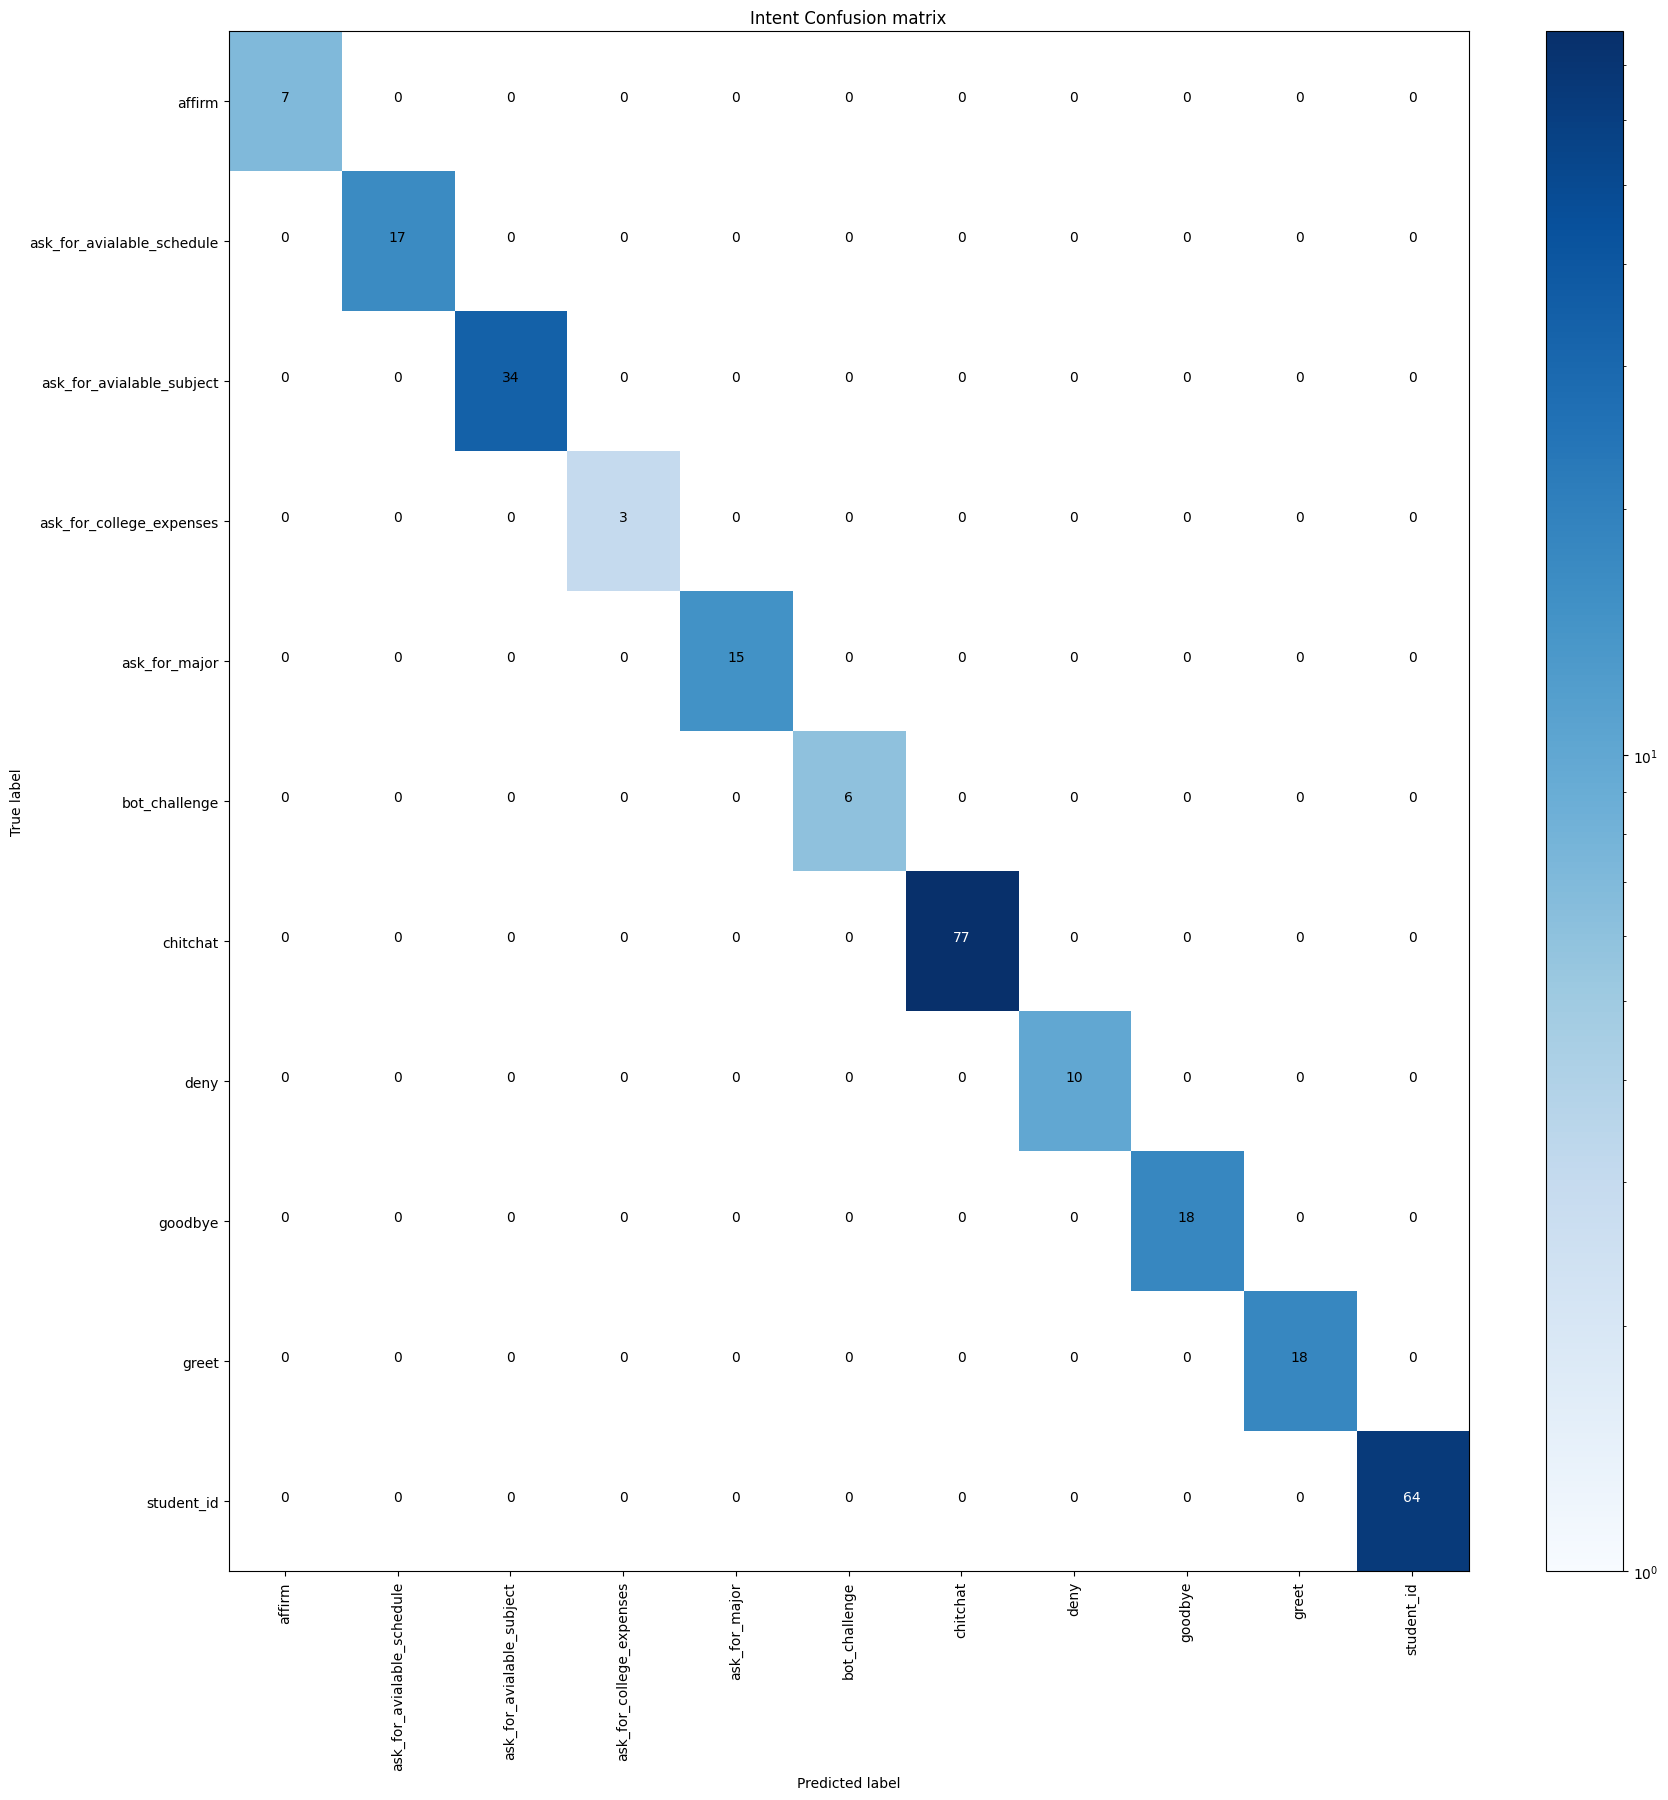 Intent Confusion matrix
affirm 7 0 0 0 0 0 0 0 0 0 0
ask_for_avialable_schedule 0 17 0 0 0 0 0 0 0 0 0
ask_for_avialable_subject 0 0 34 0 0 0 0 0 0 0 0
ask_for_college_expenses 0 0 0 3 0 0 0 0 0 0 0
ask_for_major 0 0 0 0 15 0 0 0 0 0 0
bot_challenge 0 0 0 0 0 6 0 0 0 0 0
chitchat 0 0 0 0 0 0 77 0 0 0 0
deny 0 0 0 0 0 0 0 10 0 0 0
goodbye 0 0 0 0 0 0 0 0 18 0 0
greet 0 0 0 0 0 0 0 0 0 18 0
student_id 0 0 0 0 0 0 0 0 0 0 64
True label
affirm
ask_for_avialable_schedule
ask_for_avialable_subject
ask_for_college_expenses
ask_for_major
bot_challenge
chitchat
deny
goodbye
greet
student_id
Predicted label
10¹
10⁰